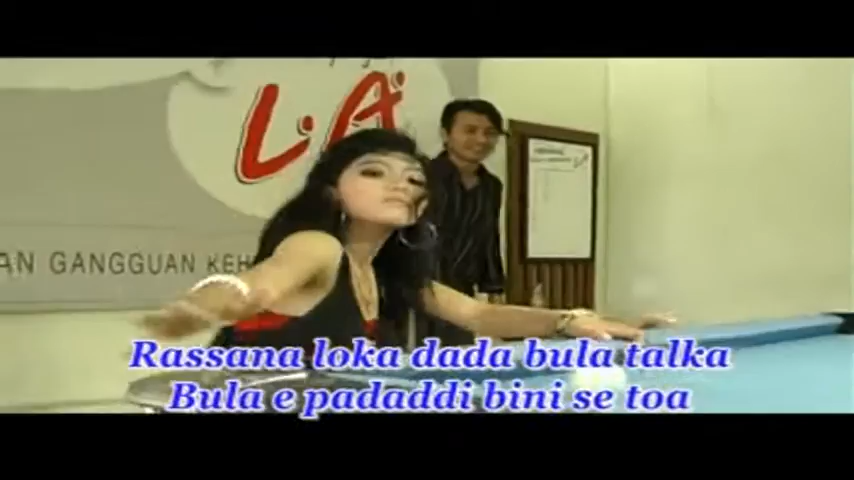 L.A
AN GANGGUAN KEH
Rassana loka dada bula talka
Bula e padaddi bini se toa